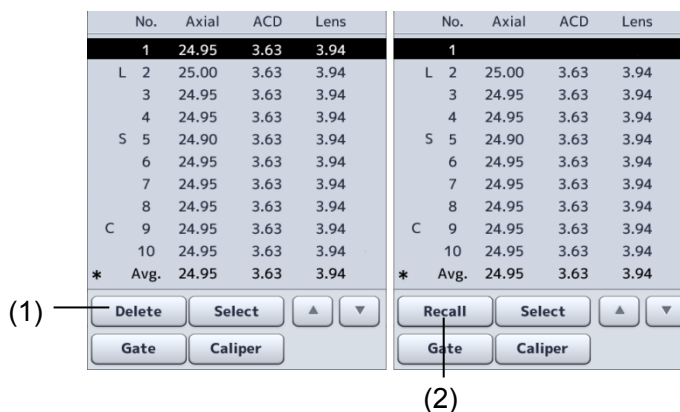 No. Axial ACD Lens
1 24.95 3.63 3.94
L 2 25.00 3.63 3.94
3 24.95 3.63 3.94
4 24.95 3.63 3.94
S 5 24.90 3.63 3.94
6 24.95 3.63 3.94
7 24.95 3.63 3.94
8 24.95 3.63 3.94
C 9 24.95 3.63 3.94
10 24.95 3.63 3.94
* Avg. 24.95 3.63 3.94
(1)
Delete Select ▲ ▼
Gate Caliper
No. Axial ACD Lens
1
L 2 25.00 3.63 3.94
3 24.95 3.63 3.94
4 24.95 3.63 3.94
S 5 24.90 3.63 3.94
6 24.95 3.63 3.94
7 24.95 3.63 3.94
8 24.95 3.63 3.94
C 9 24.95 3.63 3.94
10 24.95 3.63 3.94
* Avg. 24.95 3.63 3.94
Recall Select ▲ ▼
Gate Caliper
(2)